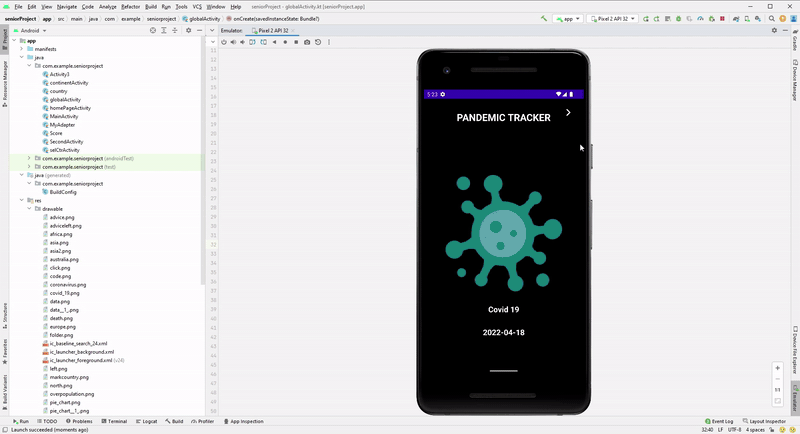 File Edit View Navigate Code Analyze Refactor Build Run Tools VCS Window Help seniorProject - globalActivity.kt [seniorProject.app]
seniorProject app src main java com example seniorproject globalActivity onCreate(savedInstanceState: Bundle?) app Pixel 2 API 32
Android Emulator: Pixel 2 API 32
app
manifests
java
com.example.seniorproject
Activity3
continentActivity
country
globalActivity
homePageActivity
MainActivity
MyAdapter
Score
SecondActivity
selCtrActivity
com.example.seniorproject (androidTest)
com.example.seniorproject (test)
java (generated)
com.example.seniorproject
BuildConfig
res
drawable
advice.png
adviceleft.png
africa.png
asia.png
asia2.png
australia.png
click.png
code.png
coronavirus.png
covid_19.png
data.png
data__1_.png
death.png
europe.png
folder.png
ic_baseline_search_24.xml
ic_launcher_background.xml
ic_launcher_foreground.xml (v24)
left.png
markcountry.png
north.png
overpopulation.png
pie_chart.png
pie_chart__1_.png
Project
Resource Manager
Structure
Favorites
Build Variants
PANDEMIC TRACKER
Covid 19
2022-04-18
1:1
Gradle
Device Manager
Device File Explorer
Emulator
Run TODO Problems Terminal Logcat Build Profiler App Inspection Event Log Layout Inspector
Launch succeeded (moments ago) 32:40 LF UTF-8 4 spaces